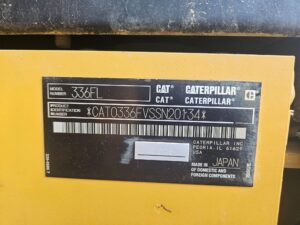 MODEL NUMBER 336FL CAT® CATERPILLAR®
CAT® CATERPILLAR®
PRODUCT IDENTIFICATION NUMBER *CAT0336FVSSN20134*
CATERPILLAR INC
PEORIA, IL 61629
USA
MADE IN JAPAN
OF DOMESTIC AND
FOREIGN COMPONENTS